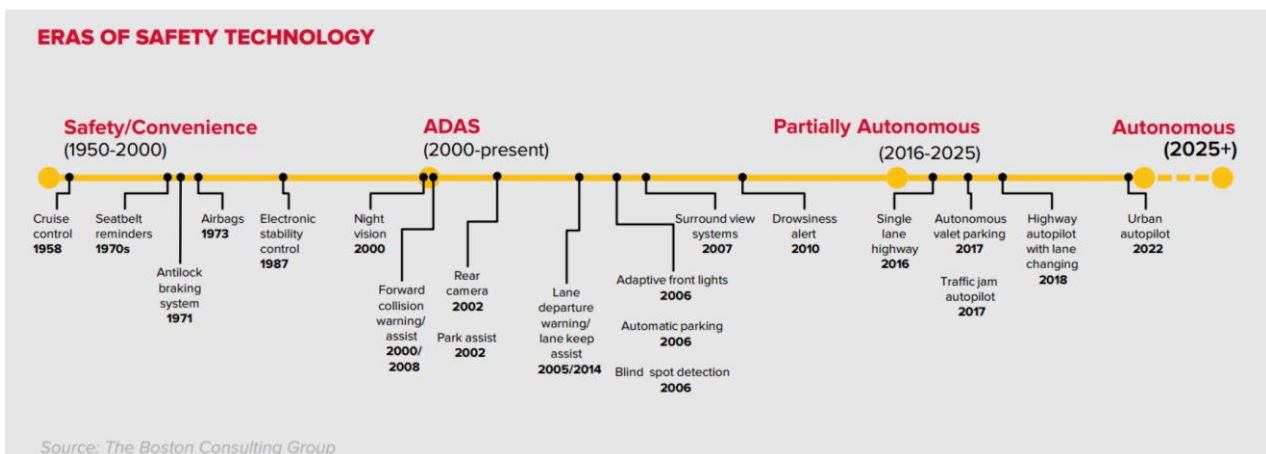 ERAS OF SAFETY TECHNOLOGY
Safety/Convenience
(1950-2000)
ADAS
(2000-present)
Partially Autonomous
(2016-2025)
Autonomous
(2025+)
Cruise
control
1958
Seatbelt
reminders
1970s
Antilock
braking
system
1971
Airbags
1973
Electronic
stability
control
1987
Night
vision
2000
Forward
collision
warning/
assist
2000/
2008
Rear
camera
2002
Park assist
2002
Lane
departure
warning/
lane keep
assist
2005/2014
Adaptive front lights
2006
Automatic parking
2006
Blind spot detection
2006
Surround view
systems
2007
Drowsiness
alert
2010
Single
lane
highway
2016
Autonomous
valet parking
2017
Traffic jam
autopilot
2017
Highway
autopilot
with lane
changing
2018
Urban
autopilot
2022
Source: The Boston Consulting Group